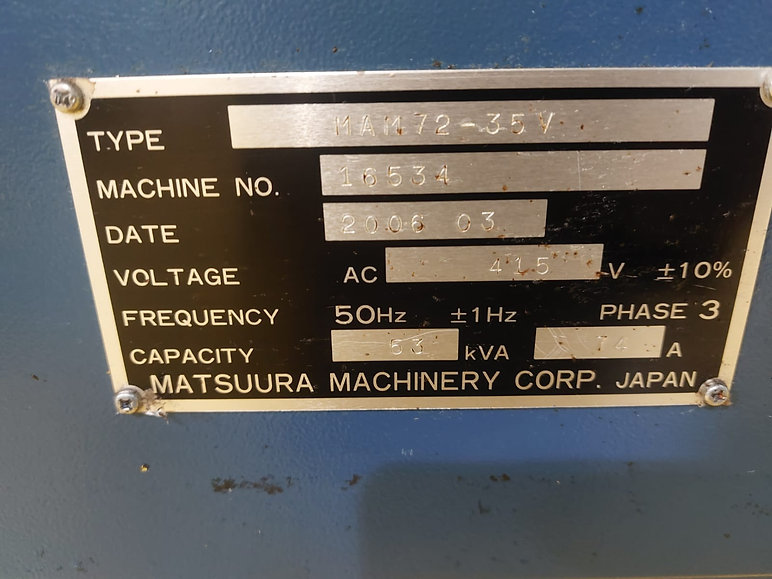 TYPE MAM72-35V
MACHINE NO. 16534
DATE 2006 03
VOLTAGE AC 415 V ±10%
FREQUENCY 50Hz ±1Hz PHASE 3
CAPACITY 53 kVA 74 A
MATSUURA MACHINERY CORP. JAPAN